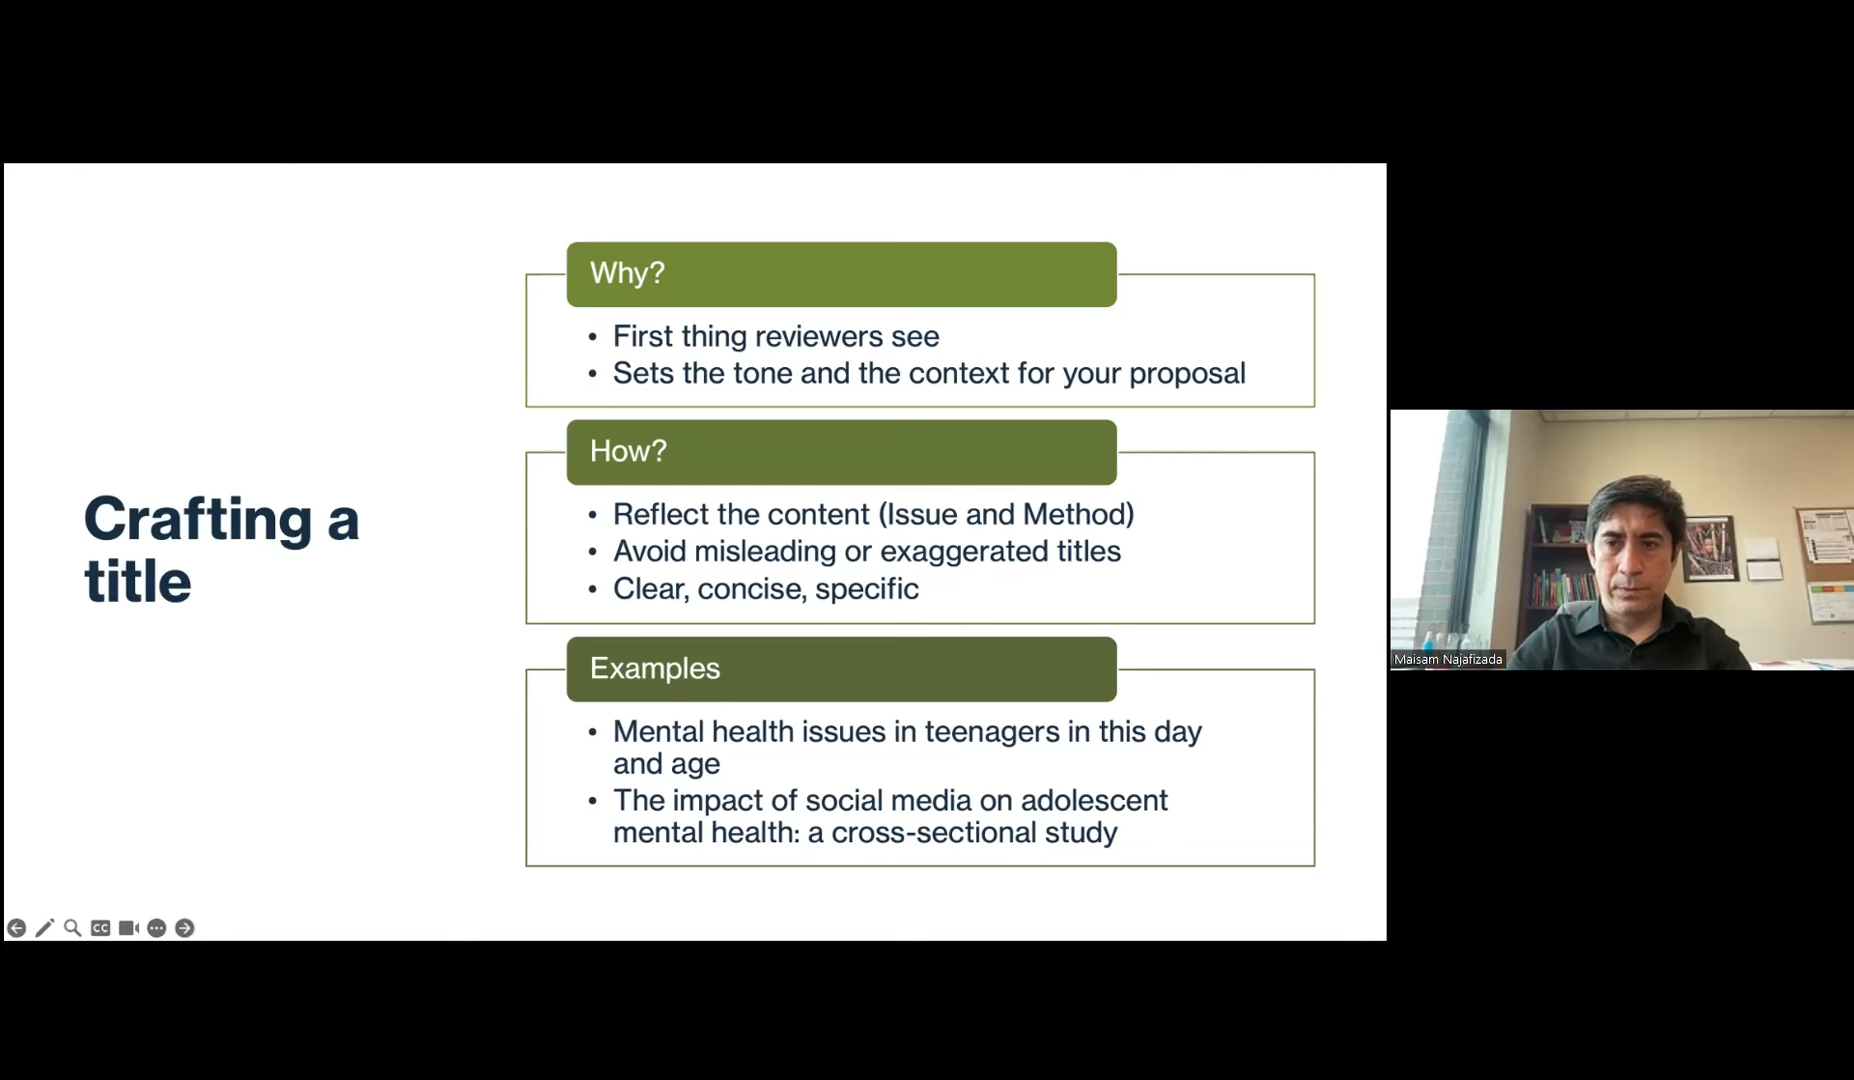 Crafting a
title
Why?
• First thing reviewers see
• Sets the tone and the context for your proposal
How?
• Reflect the content (Issue and Method)
• Avoid misleading or exaggerated titles
• Clear, concise, specific
Examples
• Mental health issues in teenagers in this day
and age
• The impact of social media on adolescent
mental health: a cross-sectional study
CC
Maisam Najafizada